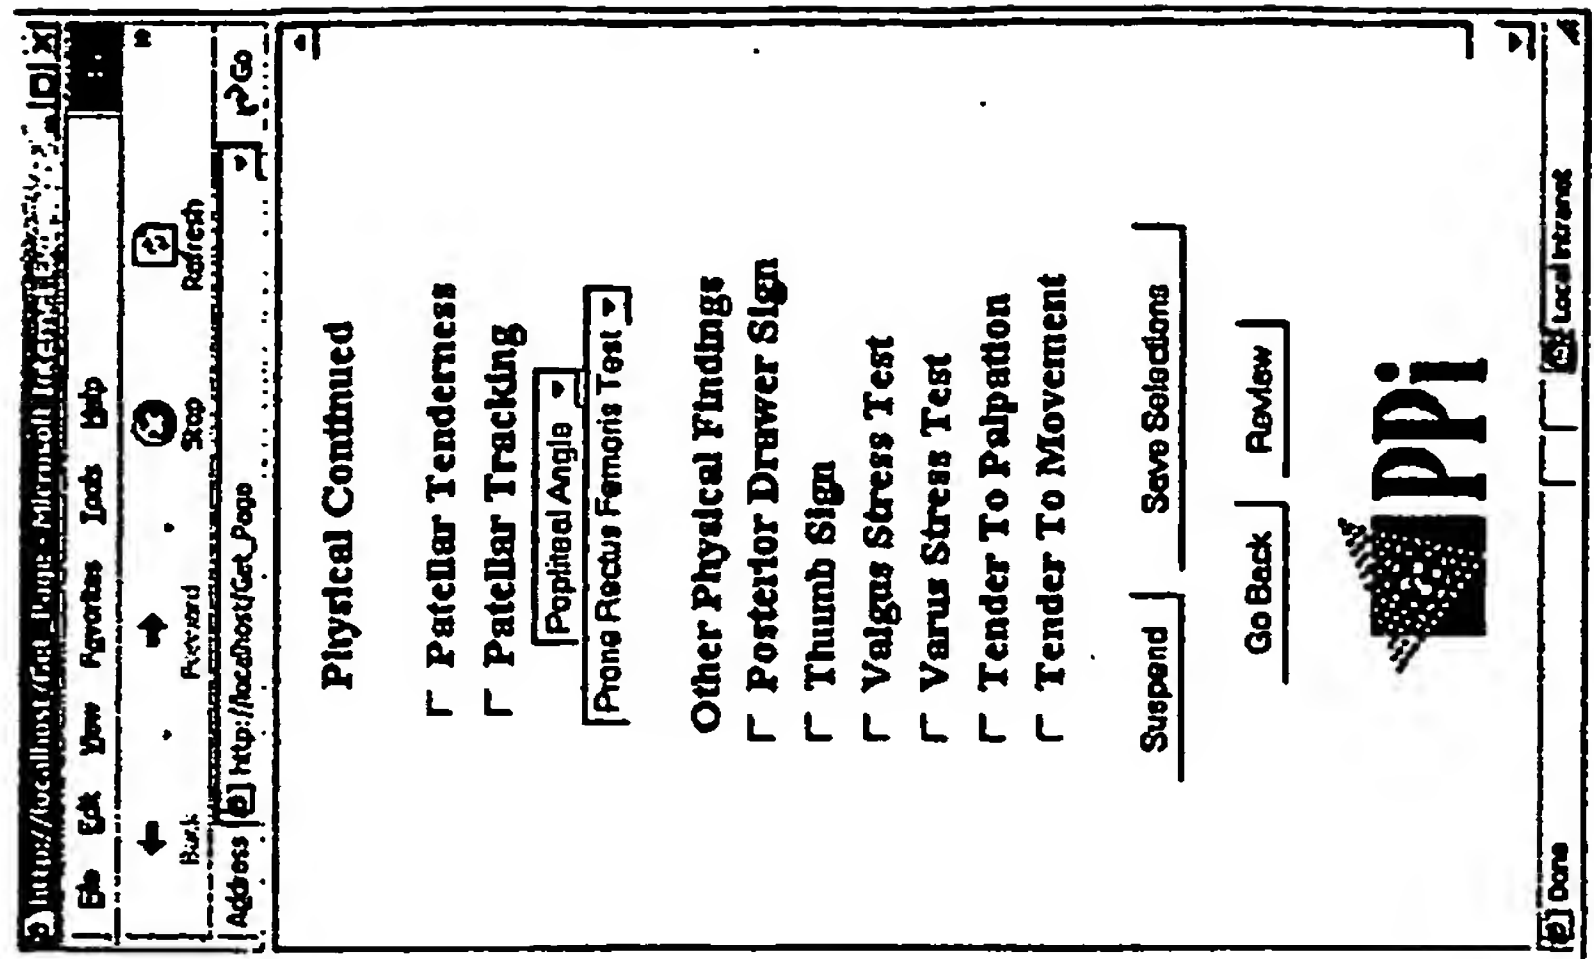 http://localhost/Get_Page - Microsoft Internet
File Edit View Favorites Tools Help
Back Forward Stop Refresh
Address http://localhost/Get_Page Go
Physical Continued
Patellar Tenderness
Patellar Tracking
Popliteal Angle
Prone Rectus Femoris Test
Other Physical Findings
Posterior Drawer Sign
Thumb Sign
Valgus Stress Test
Varus Stress Test
Tender To Palpation
Tender To Movement
Suspend Save Selections
Go Back Review
PPi
Done Local intranet